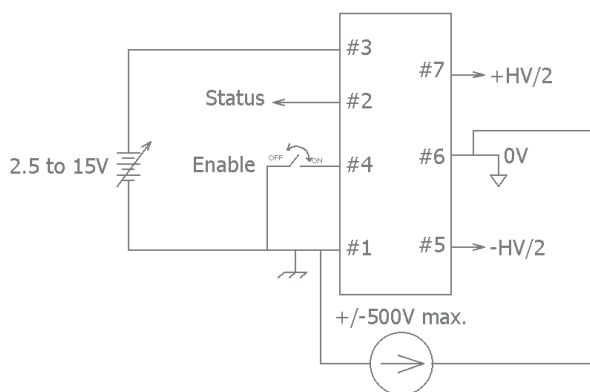 #3
#7
+HV/2
Status
#2
OFF
ON
2.5 to 15V
Enable
#4
#6
0V
#1
#5
-HV/2
+/-500V max.